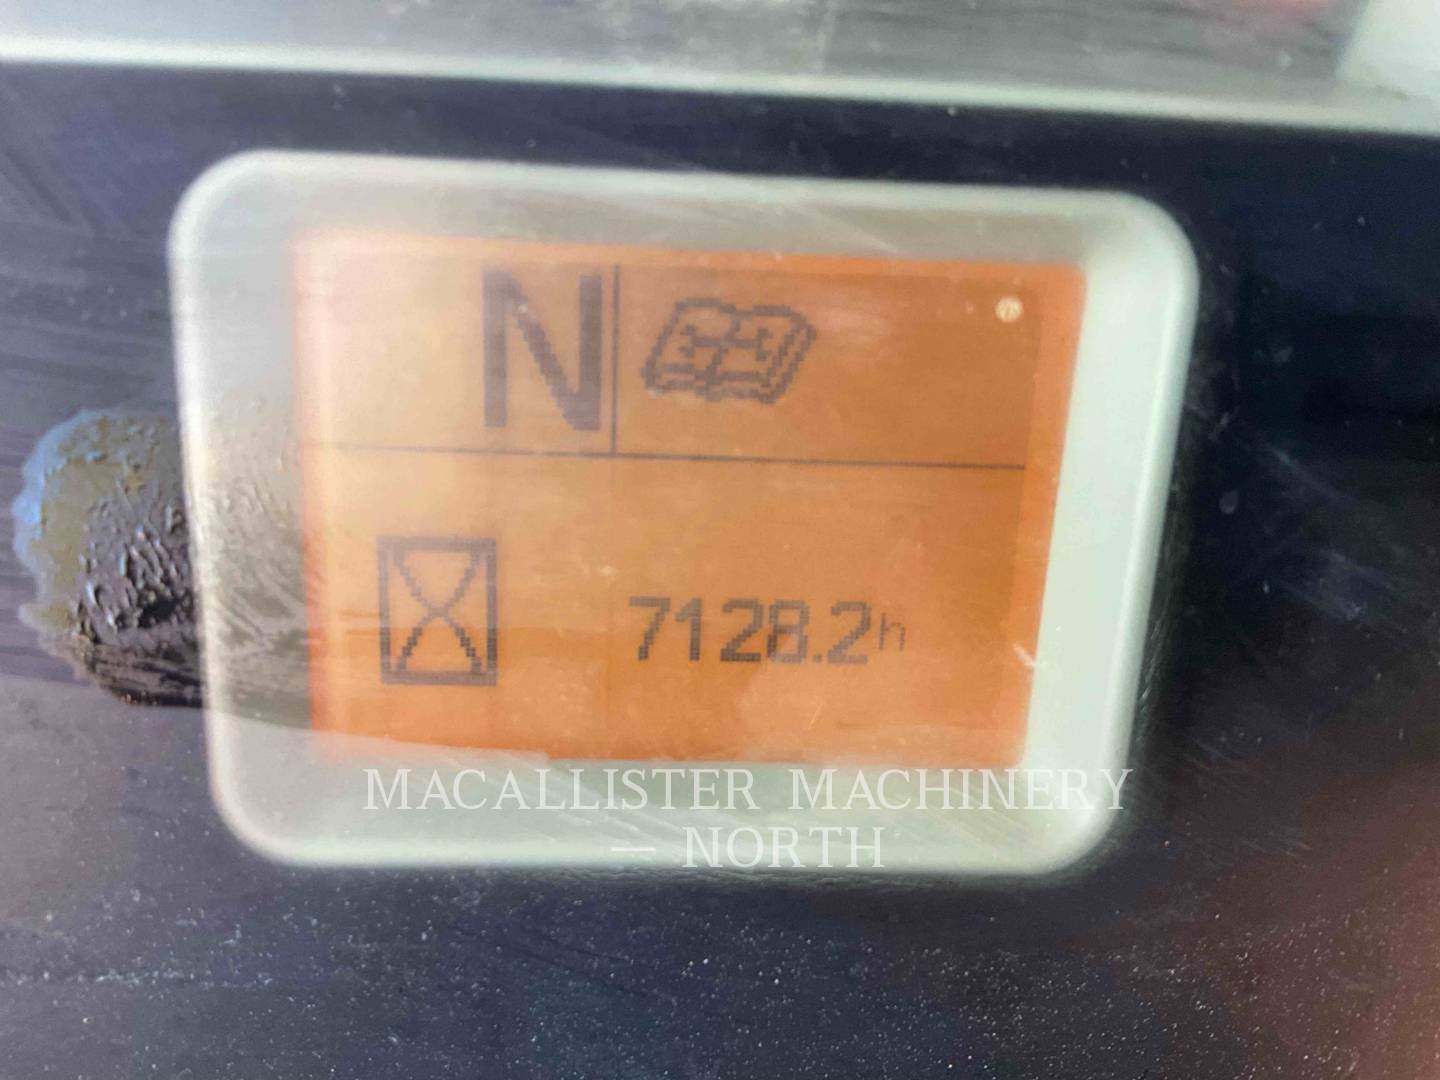 N
7128.2h
MACALLISTER MACHINERY
— NORTH